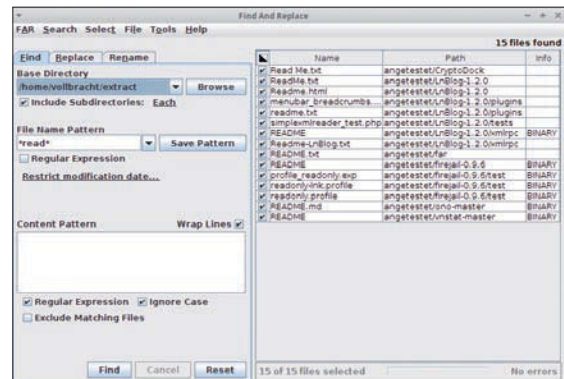 Find And Replace
FAR Search Select File Tools Help
15 files found
Find Replace Rename
Base Directory
/home/vollbracht/extract Browse
Include Subdirectories: Each
File Name Pattern
*read* Save Pattern
Regular Expression
Restrict modification date...
Content Pattern Wrap Lines
Regular Expression Ignore Case
Exclude Matching Files
Find Cancel Reset
Name Path Info
Read Me.txt angetestet/CryptoDock
ReadMe.txt angetestet/LnBlog-1.2.0
Readme.html angetestet/LnBlog-1.2.0
menubar_breadcrumbs.... angetestet/LnBlog-1.2.0/plugins
readme.txt angetestet/LnBlog-1.2.0/plugins
simplexmlreader_test.php angetestet/LnBlog-1.2.0/tests
README angetestet/LnBlog-1.2.0/xmlrpc BINARY
Readme-LnBlog.txt angetestet/LnBlog-1.2.0/xmlrpc
README.txt angetestet/far
README angetestet/firejail-0.9.6 BINARY
profile_readonly.exp angetestet/firejail-0.9.6/test BINARY
readonly-lnk.profile angetestet/firejail-0.9.6/test BINARY
readonly.profile angetestet/firejail-0.9.6/test BINARY
README.md angetestet/ono-master BINARY
README angetestet/vnstat-master BINARY
15 of 15 files selected No errors